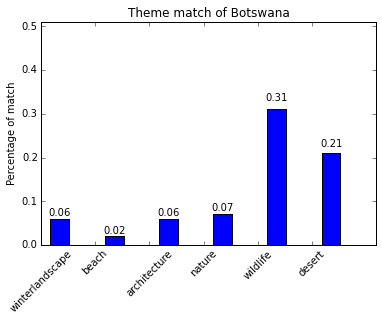 Theme match of Botswana
Percentage of match
0.5
0.4
0.3
0.2
0.1
0.0
0.06
0.02
0.06
0.07
0.31
0.21
winterlandscape
beach
architecture
nature
wildlife
desert